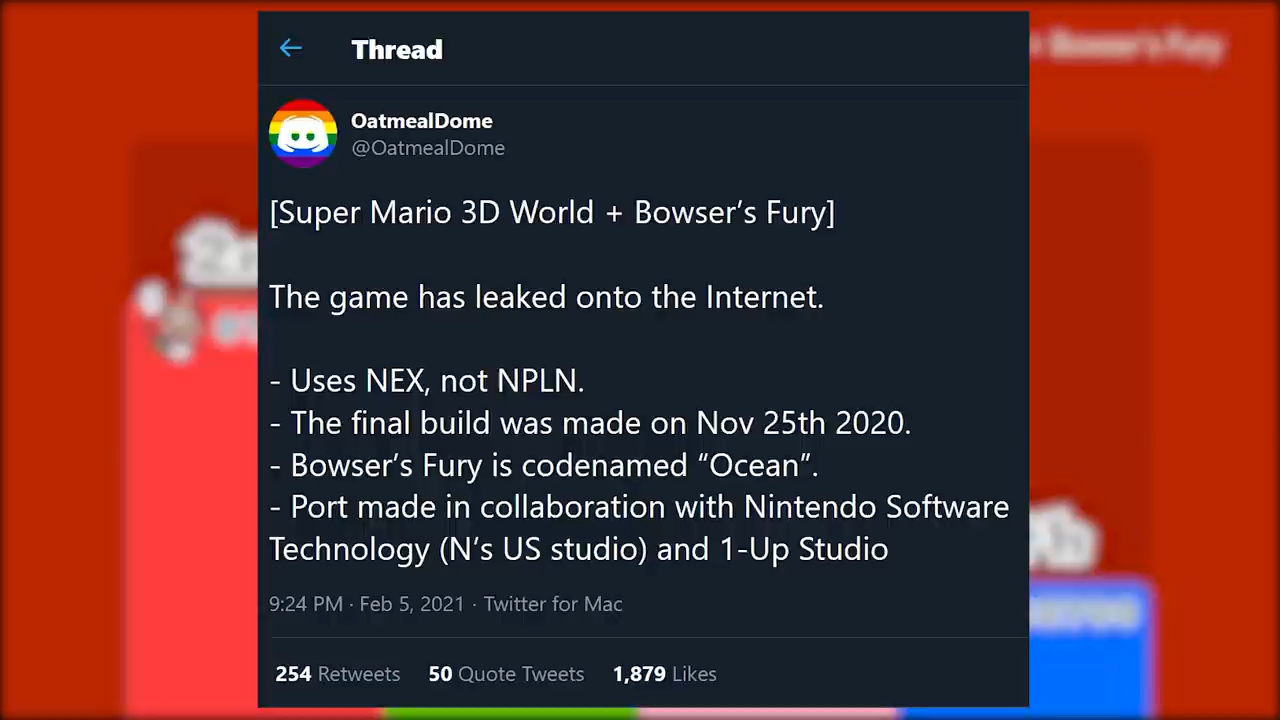 Thread
OatmealDome
@OatmealDome
[Super Mario 3D World + Bowser’s Fury]
The game has leaked onto the Internet.
- Uses NEX, not NPLN.
- The final build was made on Nov 25th 2020.
- Bowser’s Fury is codenamed “Ocean”.
- Port made in collaboration with Nintendo Software
Technology (N’s US studio) and 1-Up Studio
9:24 PM · Feb 5, 2021 · Twitter for Mac
254 Retweets 50 Quote Tweets 1,879 Likes
Bowser's Fury